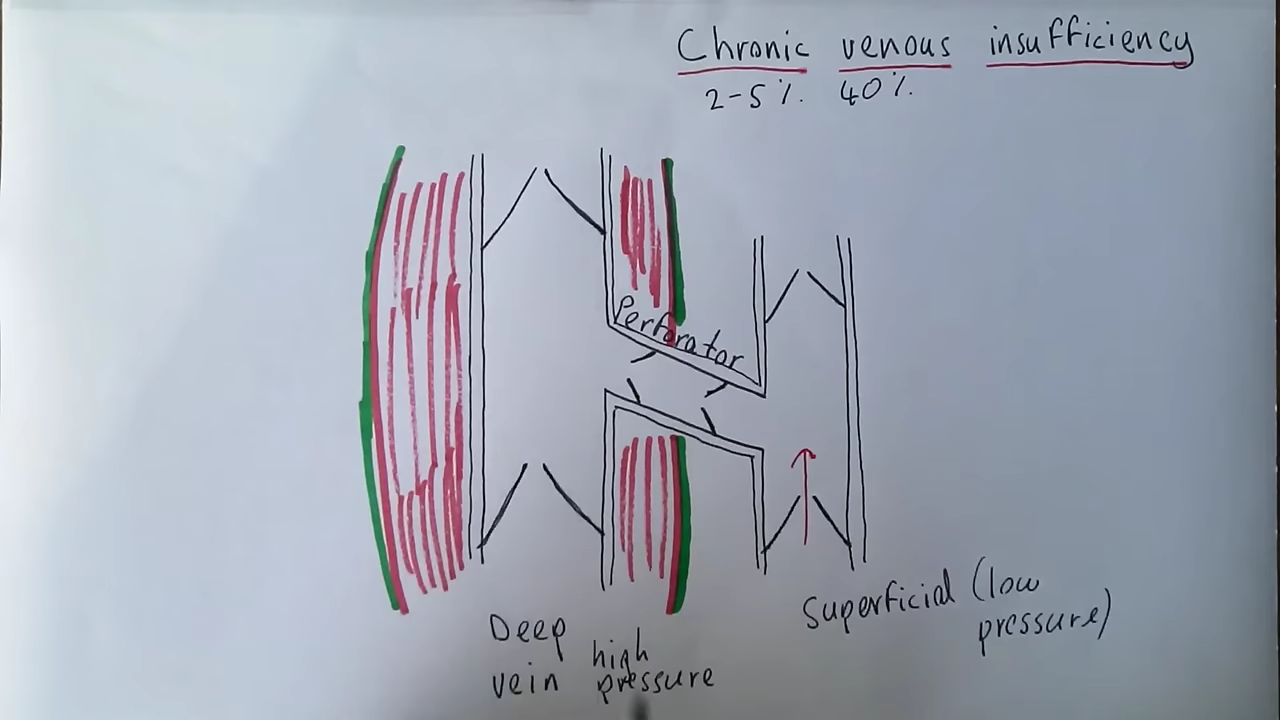 Chronic venous insufficiency
2-5%. 40%.
Perforator
Superficial (low
pressure)
Deep
vein high
pressure